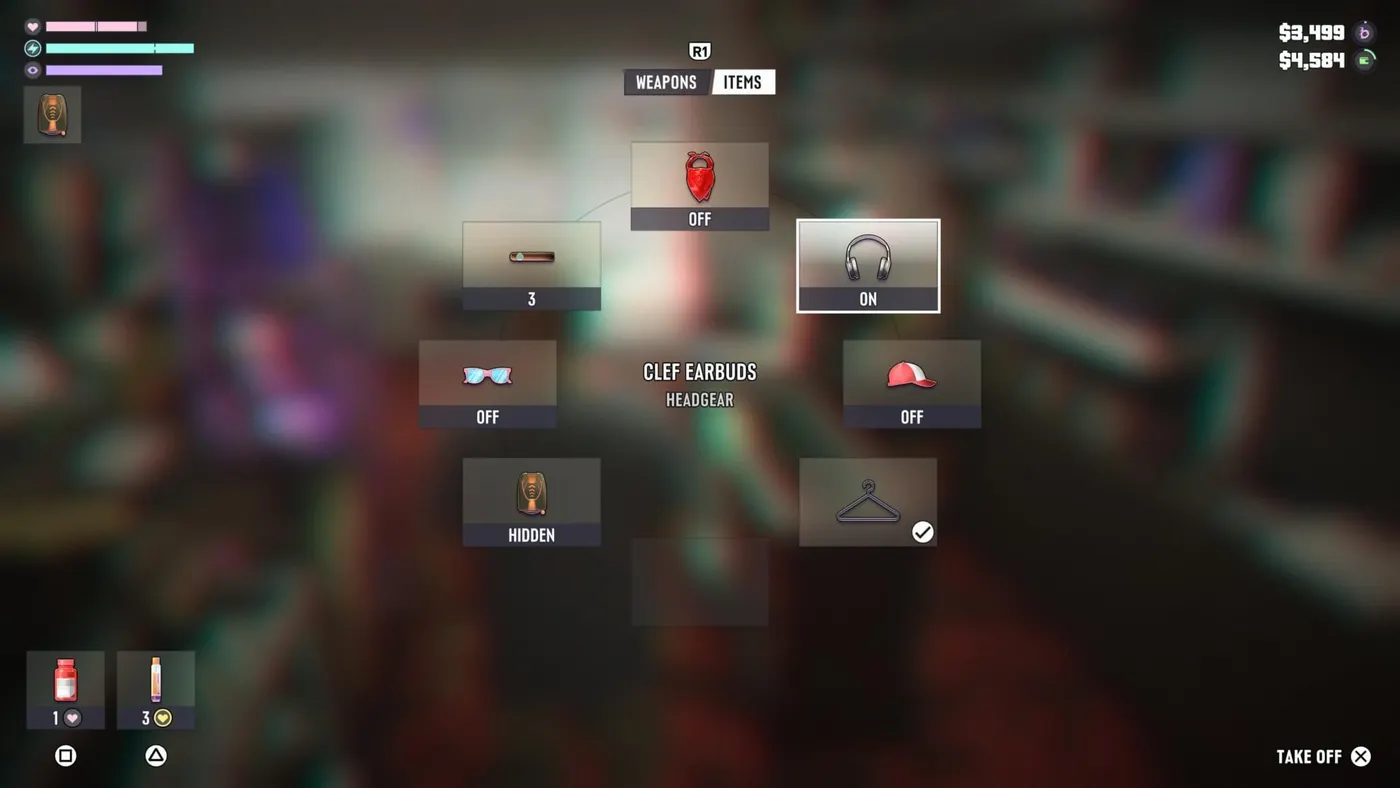 $3,499
$4,584
R1
WEAPONS ITEMS
OFF
3
ON
OFF
CLEF EARBUDS
HEADGEAR
OFF
HIDDEN
1
3
TAKE OFF